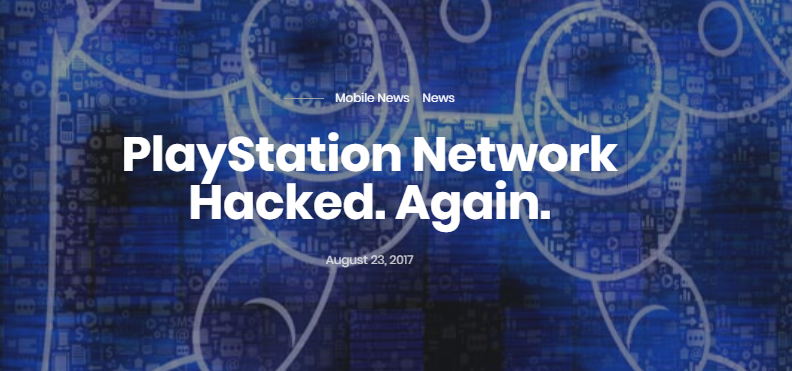 Mobile News News
PlayStation Network
Hacked. Again.
August 23, 2017